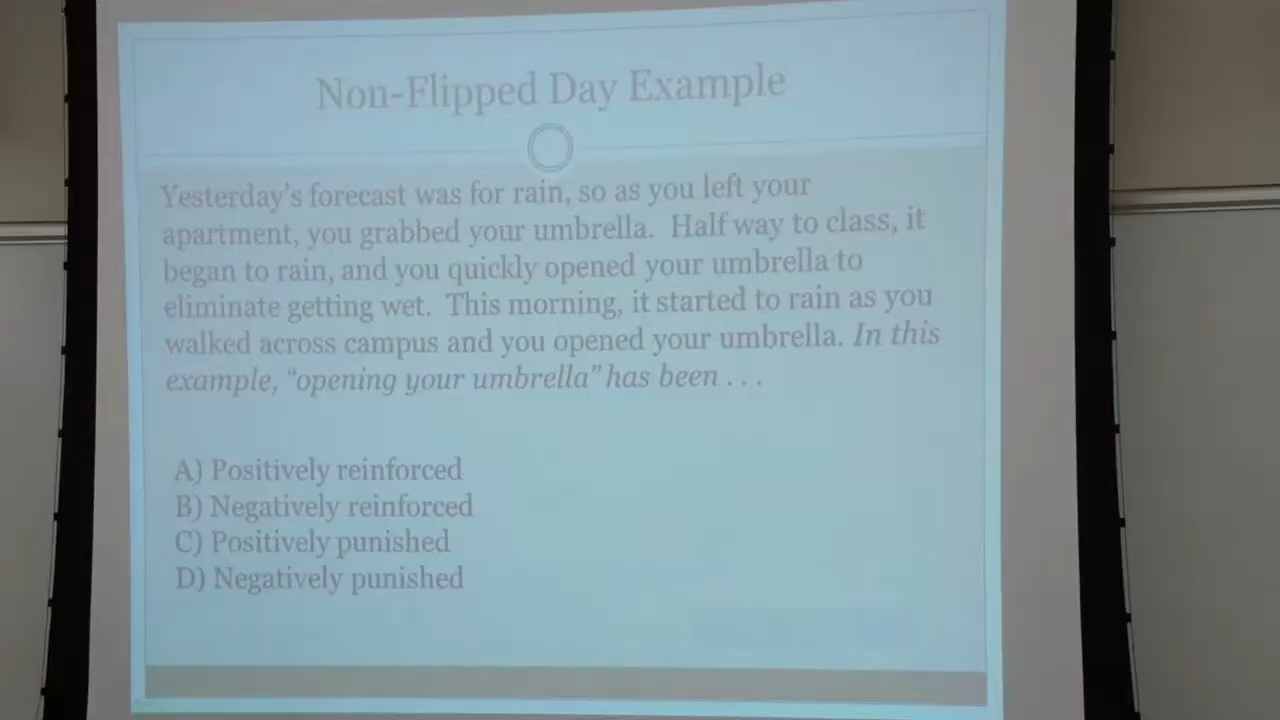 Non-Flipped Day Example
Yesterday's forecast was for rain, so as you left your
apartment, you grabbed your umbrella. Half way to class, it
began to rain, and you quickly opened your umbrella to
eliminate getting wet. This morning, it started to rain as you
walked across campus and you opened your umbrella. In this
example, "opening your umbrella" has been . . .
A) Positively reinforced
B) Negatively reinforced
C) Positively punished
D) Negatively punished